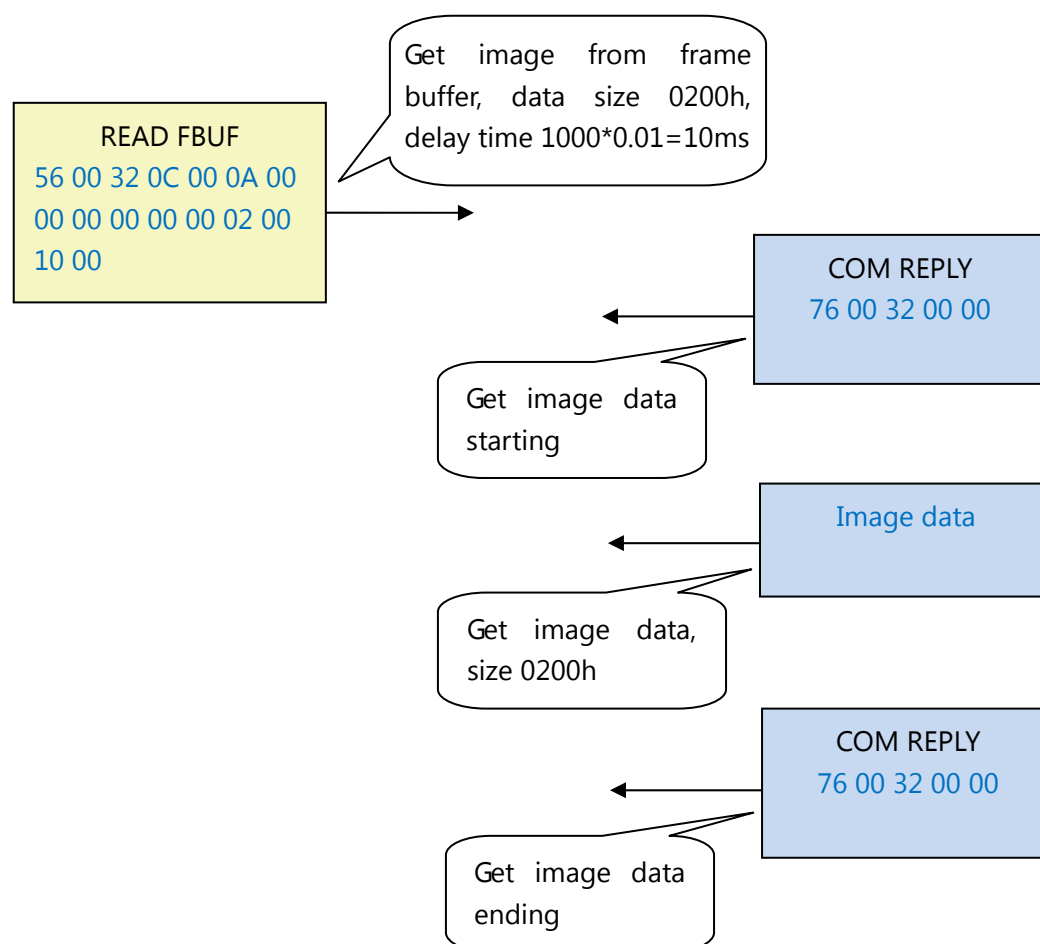 Get image from frame
buffer, data size 0200h,
delay time 1000*0.01=10ms
READ FBUF
56 00 32 0C 00 0A 00
00 00 00 00 00 02 00
10 00
COM REPLY
76 00 32 00 00
Get image data
starting
Image data
Get image data,
size 0200h
COM REPLY
76 00 32 00 00
Get image data
ending